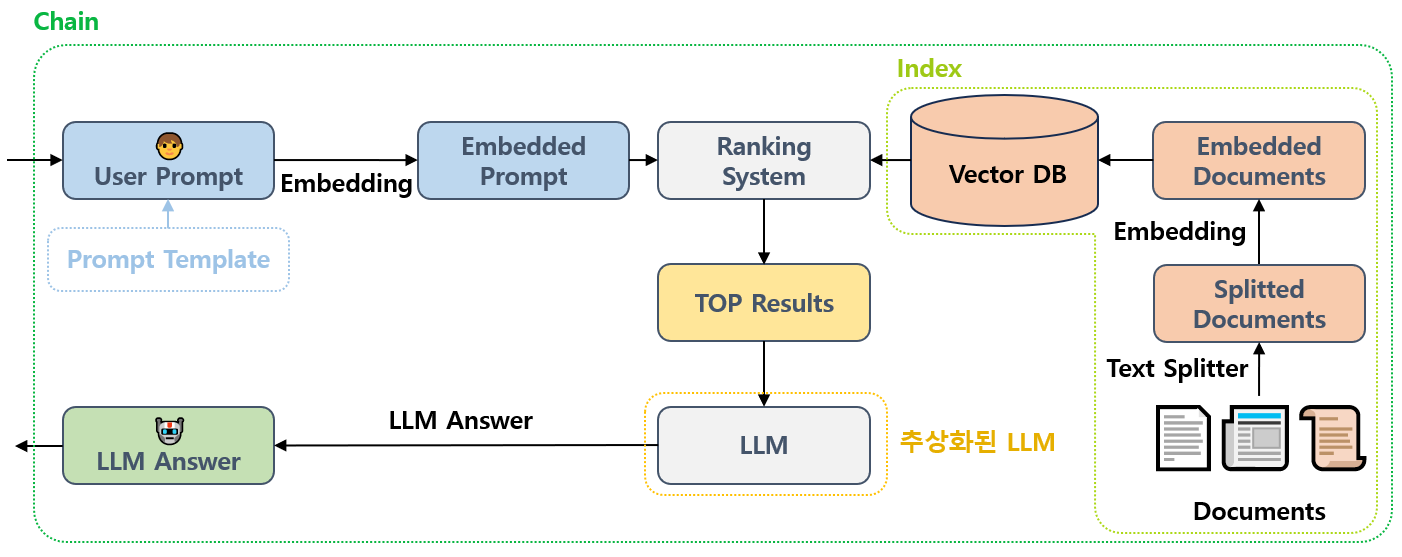 Chain
Index
User Prompt
Embedding
Embedded
Prompt
Ranking
System
Vector DB
Embedded
Documents
Prompt Template
Embedding
TOP Results
Splitted
Documents
Text Splitter
LLM Answer
LLM Answer
LLM
추상화된 LLM
Documents